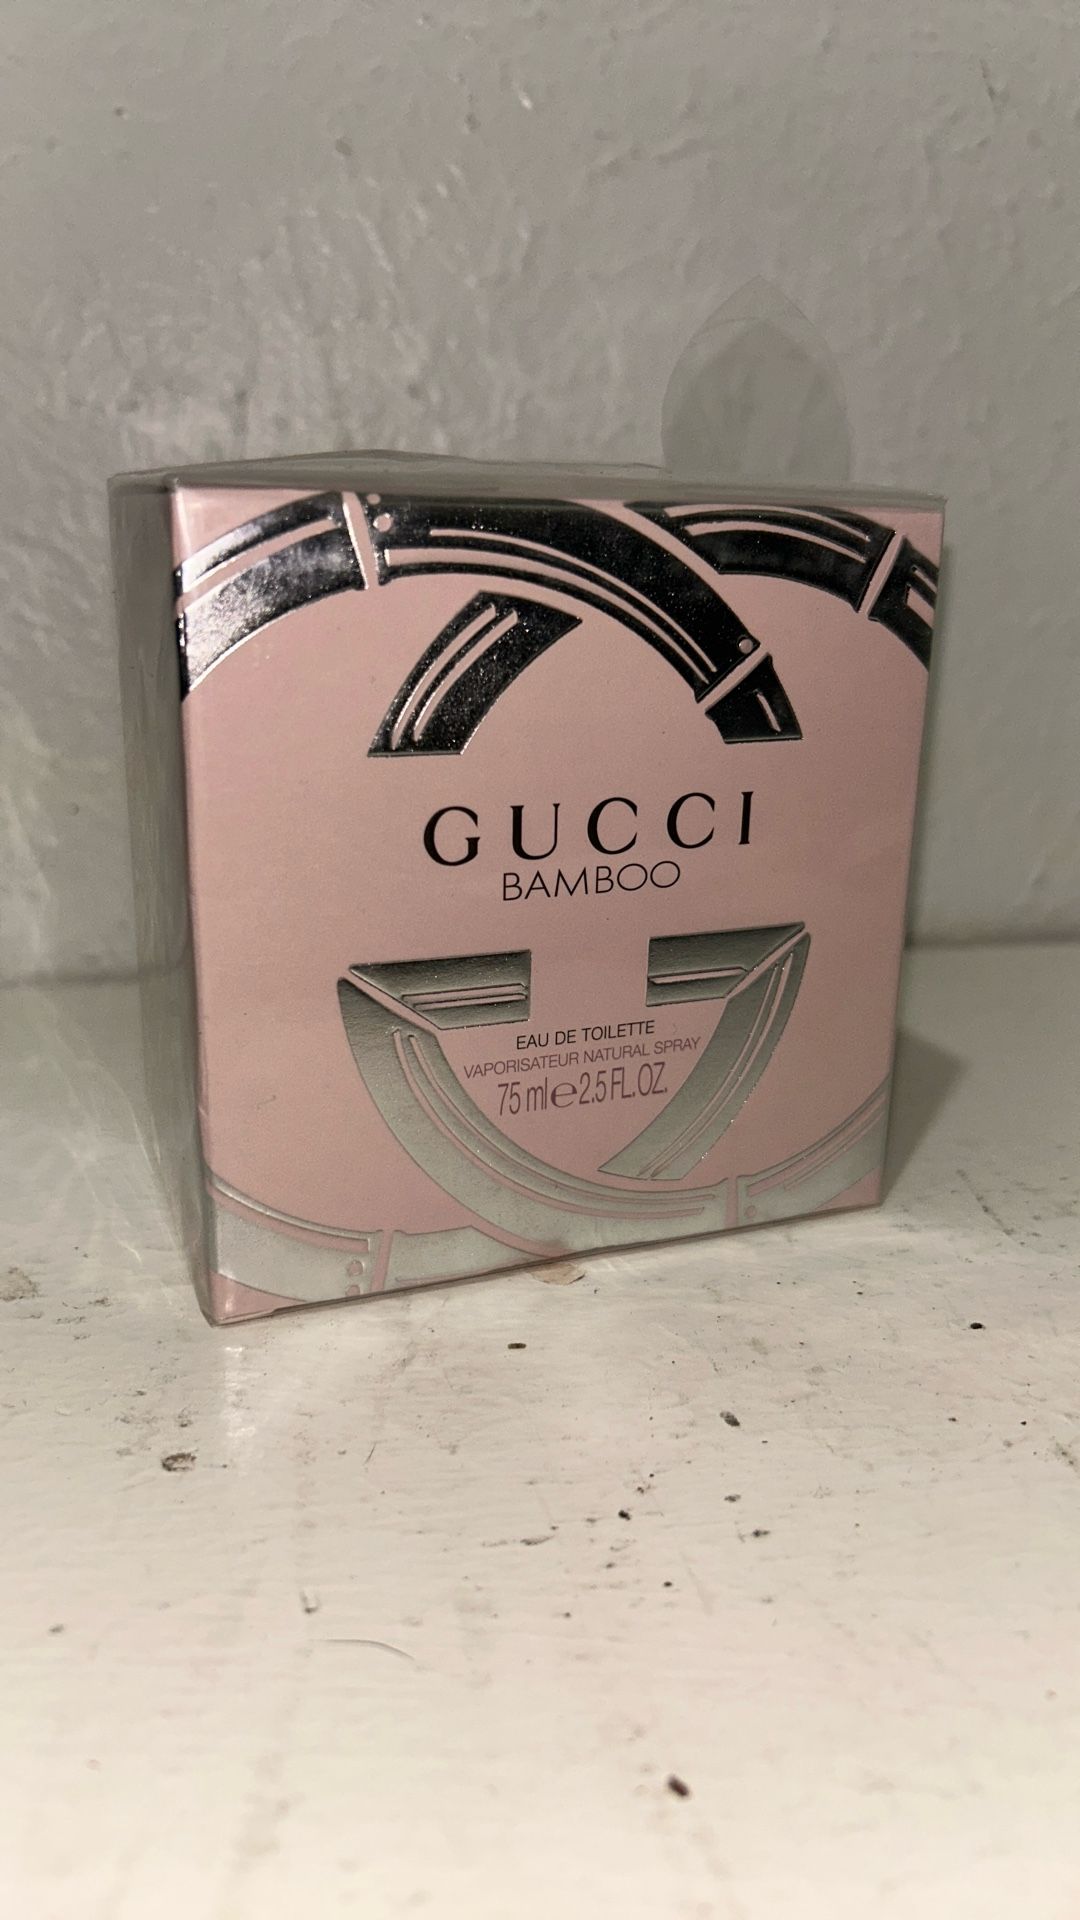 GUCCI
BAMBOO
EAU DE TOILETTE
VAPORISATEUR NATURAL SPRAY
75 ml e 2.5 FL.OZ.